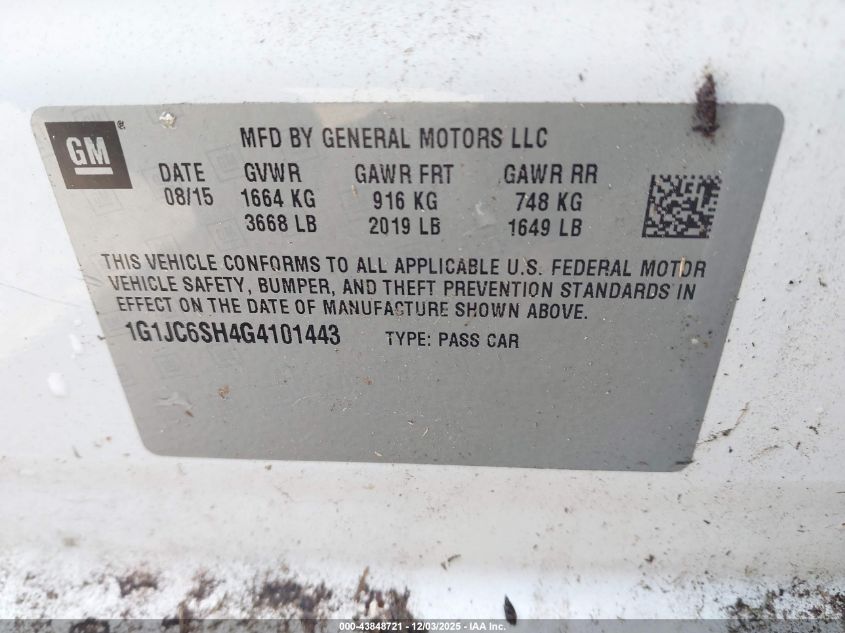 GM®
MFD BY GENERAL MOTORS LLC
DATE GVWR GAWR FRT GAWR RR
08/15 1664 KG 916 KG 748 KG
3668 LB 2019 LB 1649 LB
THIS VEHICLE CONFORMS TO ALL APPLICABLE U.S. FEDERAL MOTOR
VEHICLE SAFETY, BUMPER, AND THEFT PREVENTION STANDARDS IN
EFFECT ON THE DATE OF MANUFACTURE SHOWN ABOVE.
1G1JC6SH4G4101443 TYPE: PASS CAR
000-43848721 - 12/03/2025 - IAA Inc.